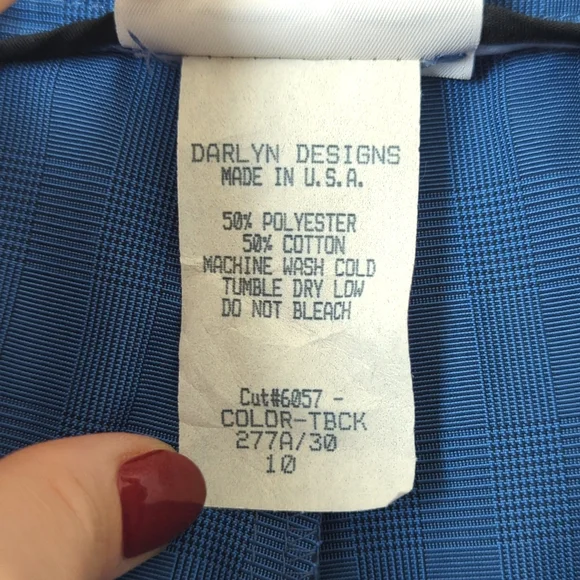 DARLYN DESIGNS
MADE IN U.S.A.
50% POLYESTER
50% COTTON
MACHINE WASH COLD
TUMBLE DRY LOW
DO NOT BLEACH
Cut#6057 -
COLOR-TBCK
277A/30
10